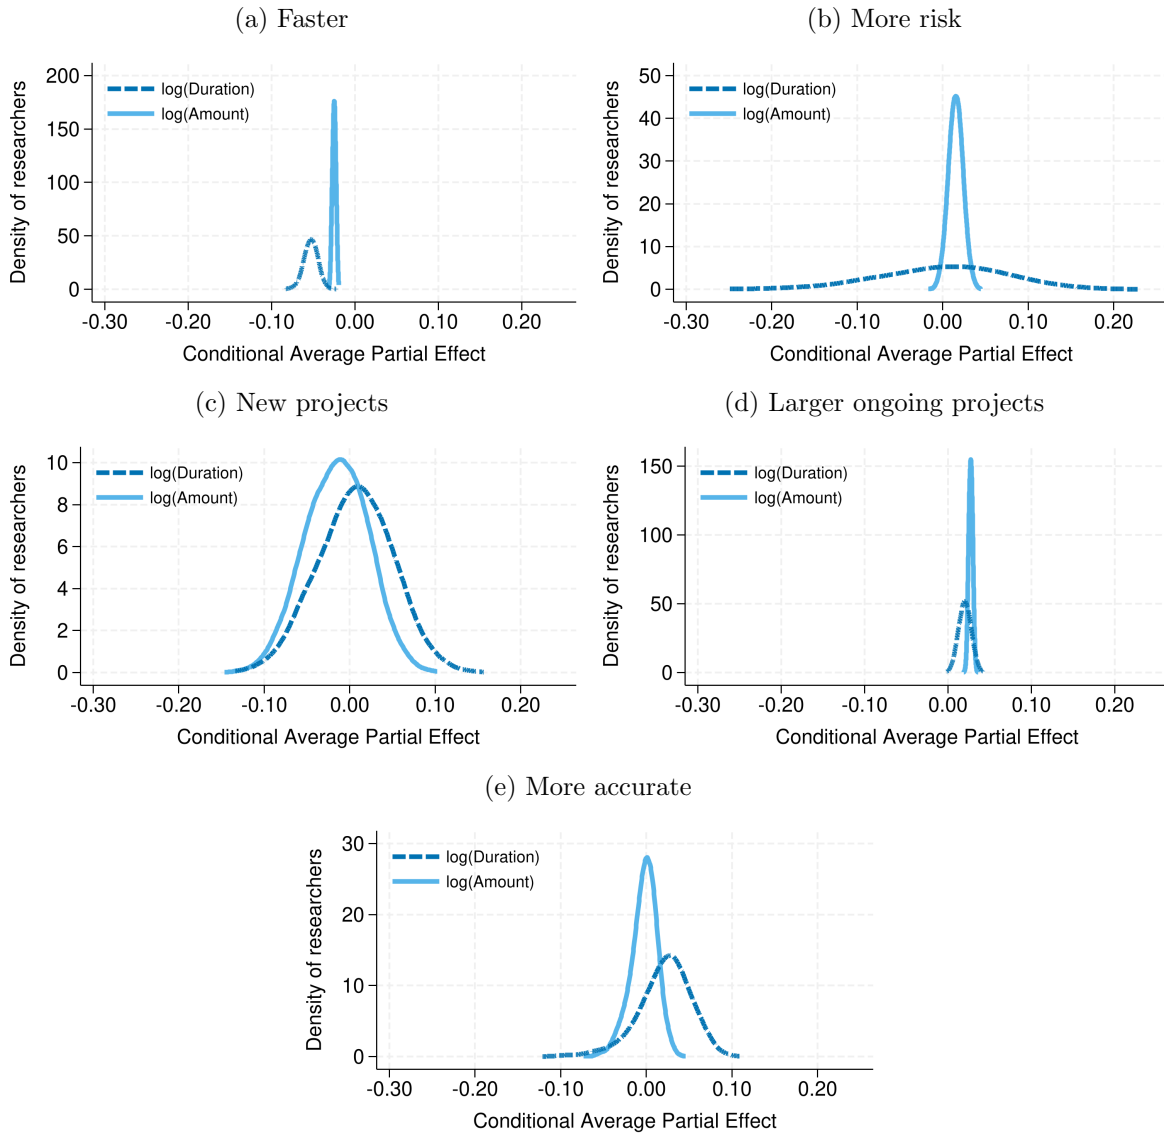 (a) Faster
Density of researchers
200
150
100
50
0
log(Duration)
log(Amount)
-0.30 -0.20 -0.10 0.00 0.10 0.20
Conditional Average Partial Effect
(b) More risk
Density of researchers
50
40
30
20
10
0
log(Duration)
log(Amount)
-0.30 -0.20 -0.10 0.00 0.10 0.20
Conditional Average Partial Effect
(c) New projects
Density of researchers
10
8
6
4
2
0
log(Duration)
log(Amount)
-0.30 -0.20 -0.10 0.00 0.10 0.20
Conditional Average Partial Effect
(d) Larger ongoing projects
Density of researchers
150
100
50
0
log(Duration)
log(Amount)
-0.30 -0.20 -0.10 0.00 0.10 0.20
Conditional Average Partial Effect
(e) More accurate
Density of researchers
30
20
10
0
log(Duration)
log(Amount)
-0.30 -0.20 -0.10 0.00 0.10 0.20
Conditional Average Partial Effect